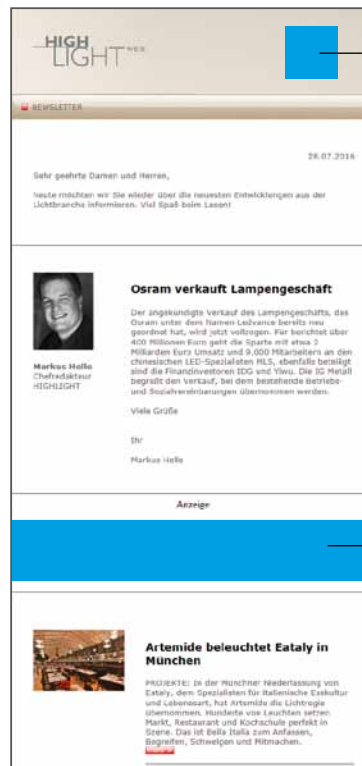 HIGH
LIGHT WEB
NEWSLETTER
28.07.2016
Sehr geehrte Damen und Herren,
heute möchten wir Sie wieder über die neuesten Entwicklungen aus der
Lichtbranche informieren. Viel Spaß beim Lesen!
Osram verkauft Lampengeschäft
Der angekündigte Verkauf des Lampengeschäfts, das
Osram unter dem Namen Ledvance bereits neu
geordnet hat, wird jetzt vollzogen. Für berichtet über
400 Millionen Euro geht die Sparte mit etwa 2
Milliarden Euro Umsatz und 9.000 Mitarbeitern an den
chinesischen LED-Spezialisten MLS, ebenfalls beteiligt
sind die Finanzinvestoren IDG und Yiwu. Die IG Metall
begrüßt den Verkauf, bei dem bestehende Betriebs-
und Sozialvereinbarungen übernommen werden.
Viele Grüße
Ihr
Markus Helle
Markus Helle
Chefredakteur
HIGHLIGHT
Anzeige
Artemide beleuchtet Eataly in
München
PROJEKTE: In der Münchner Niederlassung von
Eataly, dem Spezialisten für italienische Esskultur
und Lebensart, hat Artemide die Lichtregie
übernommen. Hunderte von Leuchten setzen
Markt, Restaurant und Kochschule perfekt in
Szene. Das ist Bella Italia zum Anfassen,
Begreifen, Schwelgen und Mitmachen.